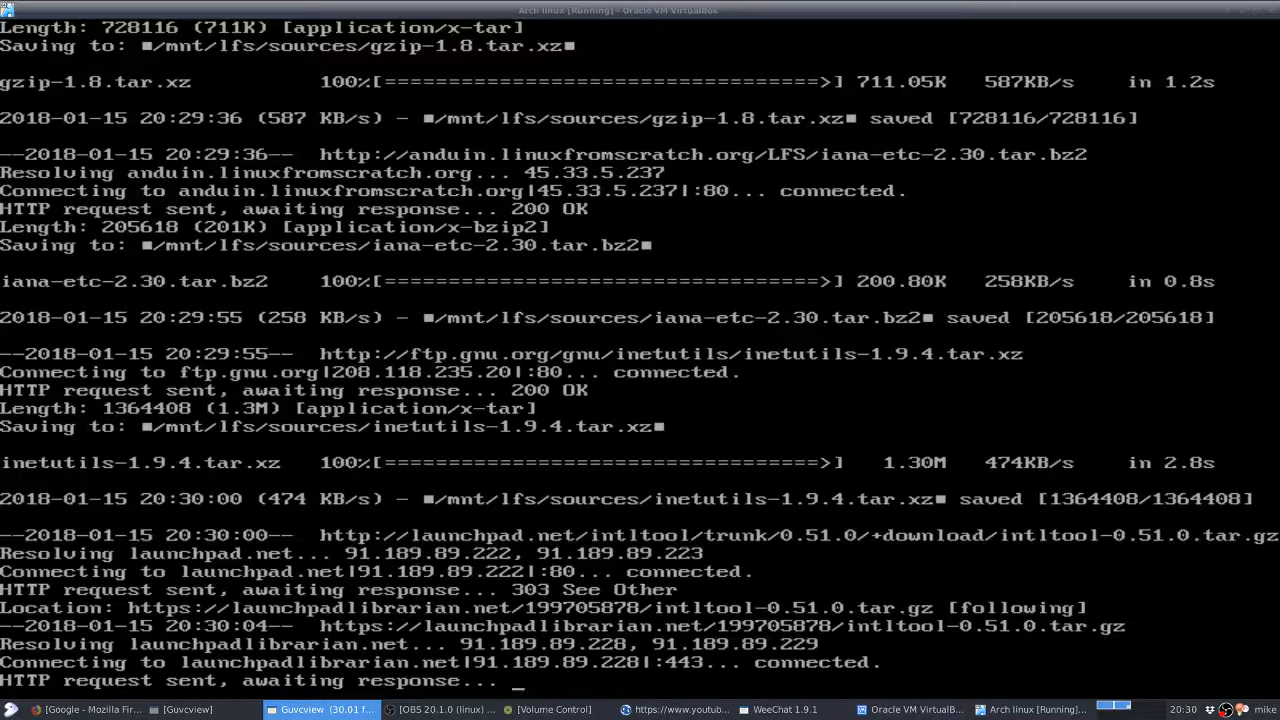 Arch linux [Running] - Oracle VM VirtualBox
Length: 728116 (711K) [application/x-tar]
Saving to: ■/mnt/lfs/sources/gzip-1.8.tar.xz■
gzip-1.8.tar.xz 100%[==================================>] 711.05K 587KB/s in 1.2s
2018-01-15 20:29:36 (587 KB/s) - ■/mnt/lfs/sources/gzip-1.8.tar.xz■ saved [728116/728116]
--2018-01-15 20:29:36-- http://anduin.linuxfromscratch.org/LFS/iana-etc-2.30.tar.bz2
Resolving anduin.linuxfromscratch.org... 45.33.5.237
Connecting to anduin.linuxfromscratch.org|45.33.5.237|:80... connected.
HTTP request sent, awaiting response... 200 OK
Length: 205618 (201K) [application/x-bzip2]
Saving to: ■/mnt/lfs/sources/iana-etc-2.30.tar.bz2■
iana-etc-2.30.tar.bz2 100%[==================================>] 200.80K 258KB/s in 0.8s
2018-01-15 20:29:55 (258 KB/s) - ■/mnt/lfs/sources/iana-etc-2.30.tar.bz2■ saved [205618/205618]
--2018-01-15 20:29:55-- http://ftp.gnu.org/gnu/inetutils/inetutils-1.9.4.tar.xz
Connecting to ftp.gnu.org|208.118.235.20|:80... connected.
HTTP request sent, awaiting response... 200 OK
Length: 1364408 (1.3M) [application/x-tar]
Saving to: ■/mnt/lfs/sources/inetutils-1.9.4.tar.xz■
inetutils-1.9.4.tar.xz 100%[==================================>] 1.30M 474KB/s in 2.8s
2018-01-15 20:30:00 (474 KB/s) - ■/mnt/lfs/sources/inetutils-1.9.4.tar.xz■ saved [1364408/1364408]
--2018-01-15 20:30:00-- http://launchpad.net/intltool/trunk/0.51.0/+download/intltool-0.51.0.tar.gz
Resolving launchpad.net... 91.189.89.222, 91.189.89.223
Connecting to launchpad.net|91.189.89.222|:80... connected.
HTTP request sent, awaiting response... 303 See Other
Location: https://launchpadlibrarian.net/199705878/intltool-0.51.0.tar.gz [following]
--2018-01-15 20:30:04-- https://launchpadlibrarian.net/199705878/intltool-0.51.0.tar.gz
Resolving launchpadlibrarian.net... 91.189.89.228, 91.189.89.229
Connecting to launchpadlibrarian.net|91.189.89.228|:443... connected.
HTTP request sent, awaiting response... _
[Google - Mozilla Fir... [Guvcview] Guvcview (30.01 f... [OBS 20.1.0 (linux) ... [Volume Control] https://www.youtub... WeeChat 1.9.1 Oracle VM VirtualB... Arch linux [Running]... 20:30 mike